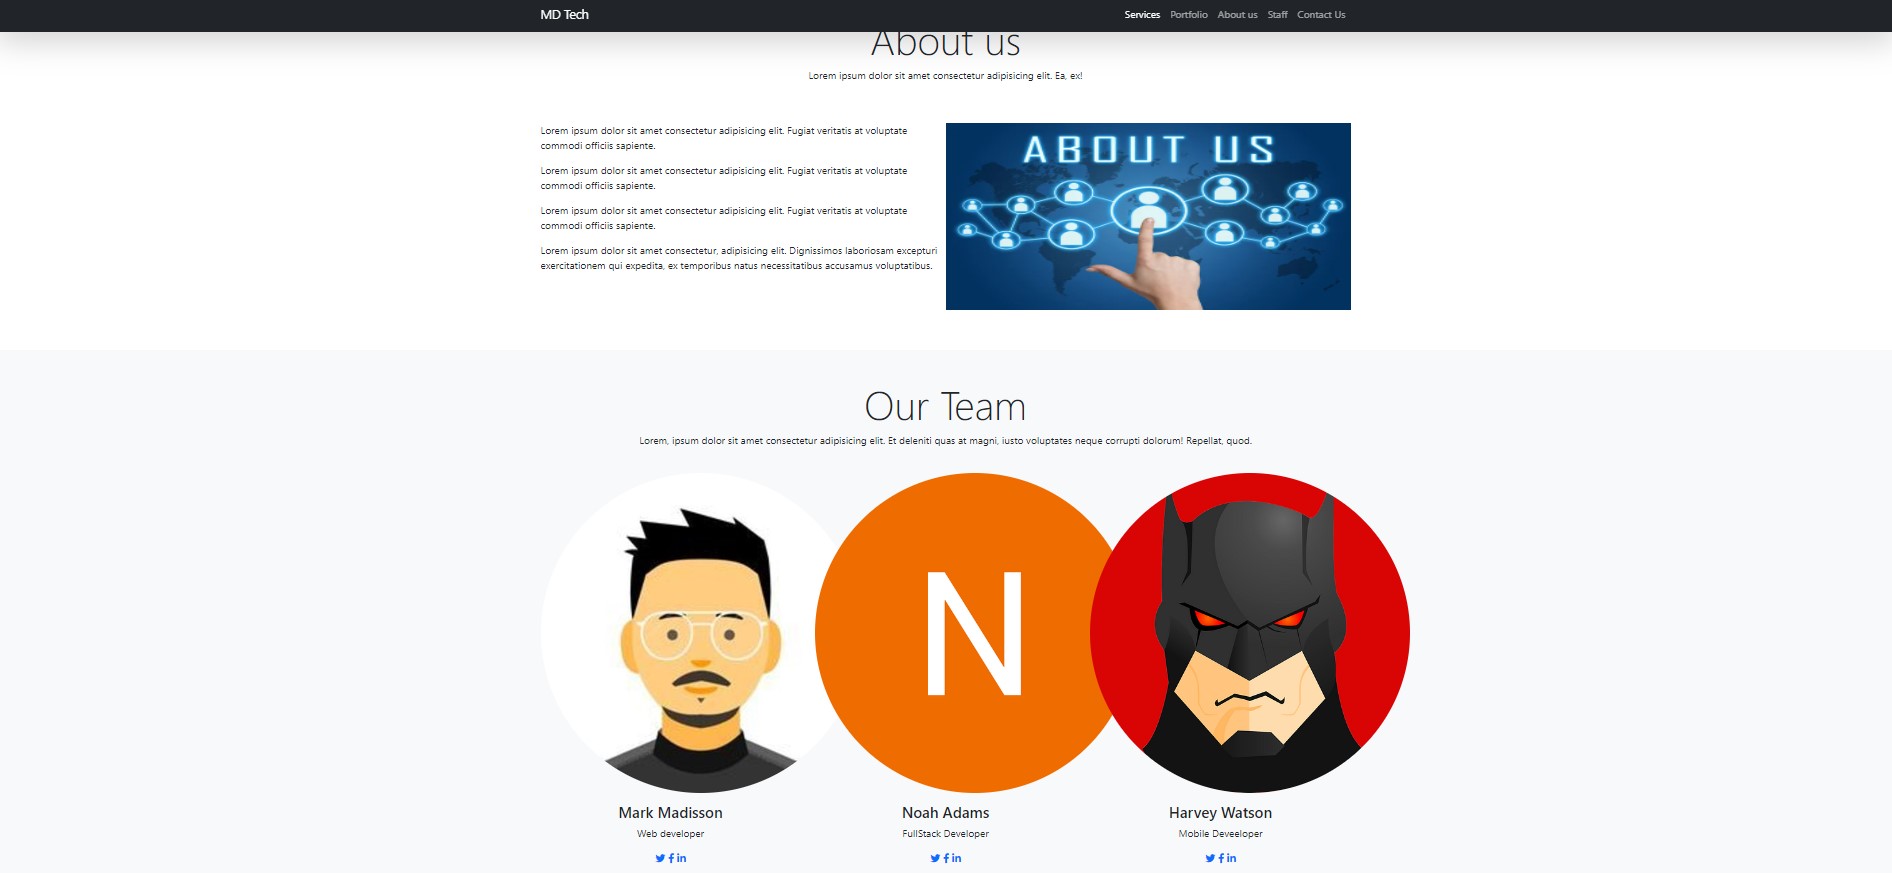 MD Tech
Services Portfolio About us Staff Contact Us
About us
Lorem ipsum dolor sit amet consectetur adipisicing elit. Ea, ex!
Lorem ipsum dolor sit amet consectetur adipisicing elit. Fugiat veritatis at voluptate
commodi officiis sapiente.
Lorem ipsum dolor sit amet consectetur adipisicing elit. Fugiat veritatis at voluptate
commodi officiis sapiente.
Lorem ipsum dolor sit amet consectetur adipisicing elit. Fugiat veritatis at voluptate
commodi officiis sapiente.
Lorem ipsum dolor sit amet consectetur, adipisicing elit. Dignissimos laboriosam excepturi
exercitationem qui expedita, ex temporibus natus necessitatibus accusamus voluptatibus.
ABOUT US
Our Team
Lorem, ipsum dolor sit amet consectetur adipisicing elit. Et deleniti quas at magni, iusto voluptates neque corrupti dolorum! Repellat, quod.
N
Mark Madisson
Web developer
Noah Adams
FullStack Developer
Harvey Watson
Mobile Deveeloper